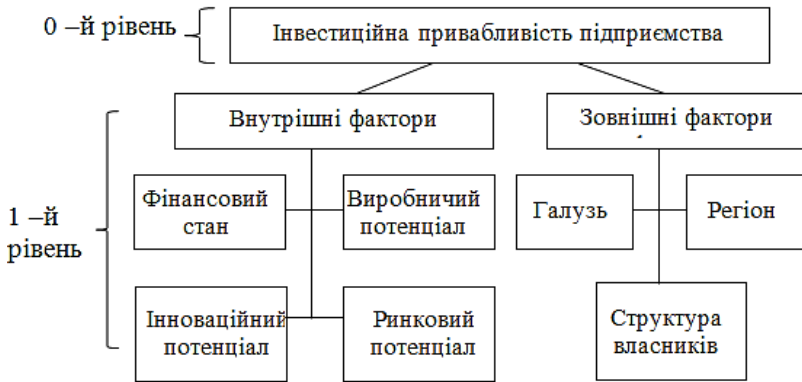 0 –й рівень
Інвестиційна привабливість підприємства
Внутрішні фактори
Зовнішні фактори
1 –й
рівень
Фінансовий
стан
Виробничий
потенціал
Галузь
Регіон
Інноваційний
потенціал
Ринковий
потенціал
Структура
власників